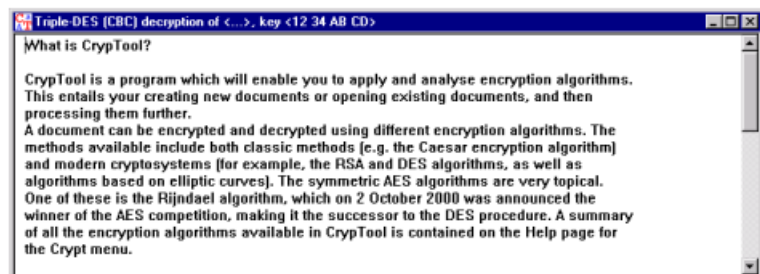 Triple-DES (CBC) decryption of <...>, key <12 34 AB CD>
What is CrypTool?
CrypTool is a program which will enable you to apply and analyse encryption algorithms.
This entails your creating new documents or opening existing documents, and then
processing them further.
A document can be encrypted and decrypted using different encryption algorithms. The
methods available include both classic methods (e.g. the Caesar encryption algorithm)
and modern cryptosystems (for example, the RSA and DES algorithms, as well as
algorithms based on elliptic curves). The symmetric AES algorithms are very topical.
One of these is the Rijndael algorithm, which on 2 October 2000 was announced the
winner of the AES competition, making it the successor to the DES procedure. A summary
of all the encryption algorithms available in CrypTool is contained on the Help page for
the Crypt menu.